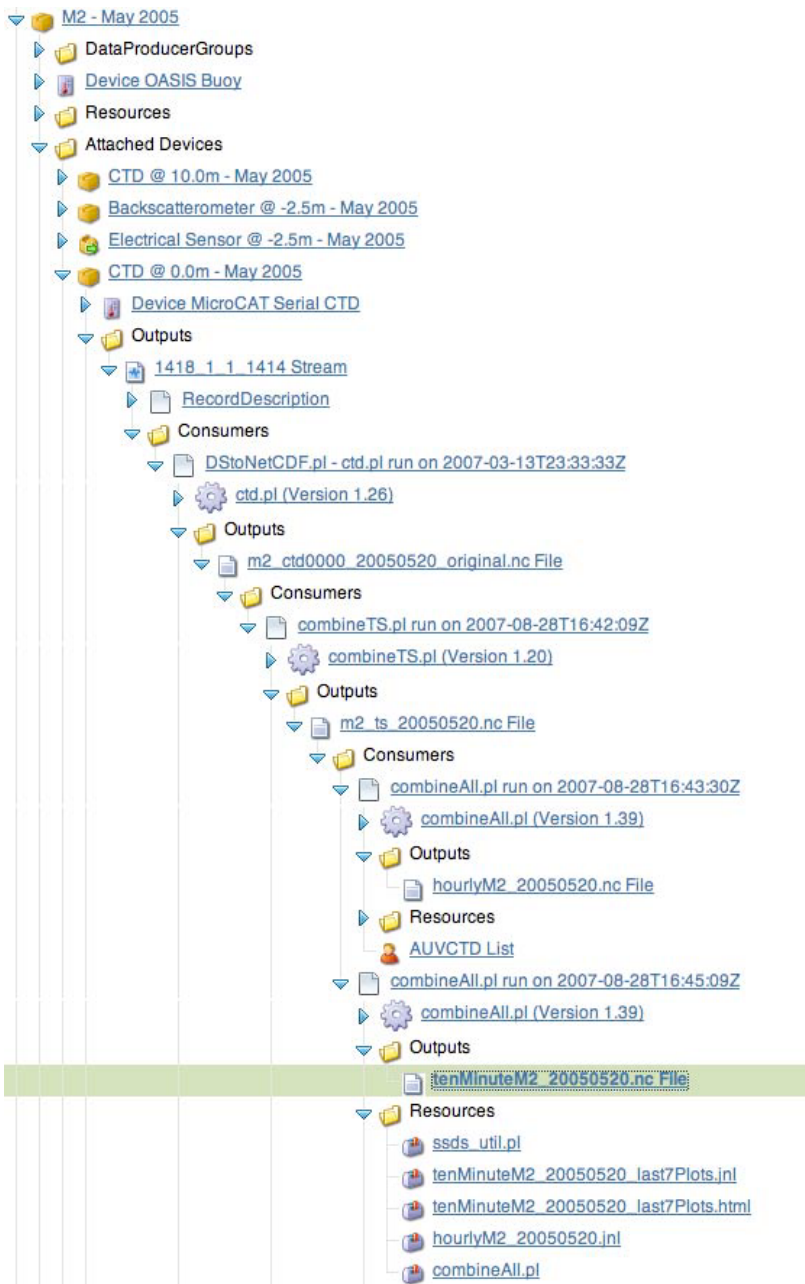 M2 - May 2005
DataProducerGroups
Device OASIS Buoy
Resources
Attached Devices
CTD @ 10.0m - May 2005
Backscatterometer @ -2.5m - May 2005
Electrical Sensor @ -2.5m - May 2005
CTD @ 0.0m - May 2005
Device MicroCAT Serial CTD
Outputs
1418_1_1_1414 Stream
RecordDescription
Consumers
DStoNetCDF.pl - ctd.pl run on 2007-03-13T23:33:33Z
ctd.pl (Version 1.26)
Outputs
m2_ctd0000_20050520_original.nc File
Consumers
combineTS.pl run on 2007-08-28T16:42:09Z
combineTS.pl (Version 1.20)
Outputs
m2_ts_20050520.nc File
Consumers
combineAll.pl run on 2007-08-28T16:43:30Z
combineAll.pl (Version 1.39)
Outputs
hourlyM2_20050520.nc File
Resources
AUVCTD List
combineAll.pl run on 2007-08-28T16:45:09Z
combineAll.pl (Version 1.39)
Outputs
tenMinuteM2_20050520.nc File
Resources
ssds_util.pl
tenMinuteM2_20050520_last7Plots.jnl
tenMinuteM2_20050520_last7Plots.html
hourlyM2_20050520.jnl
combineAll.pl